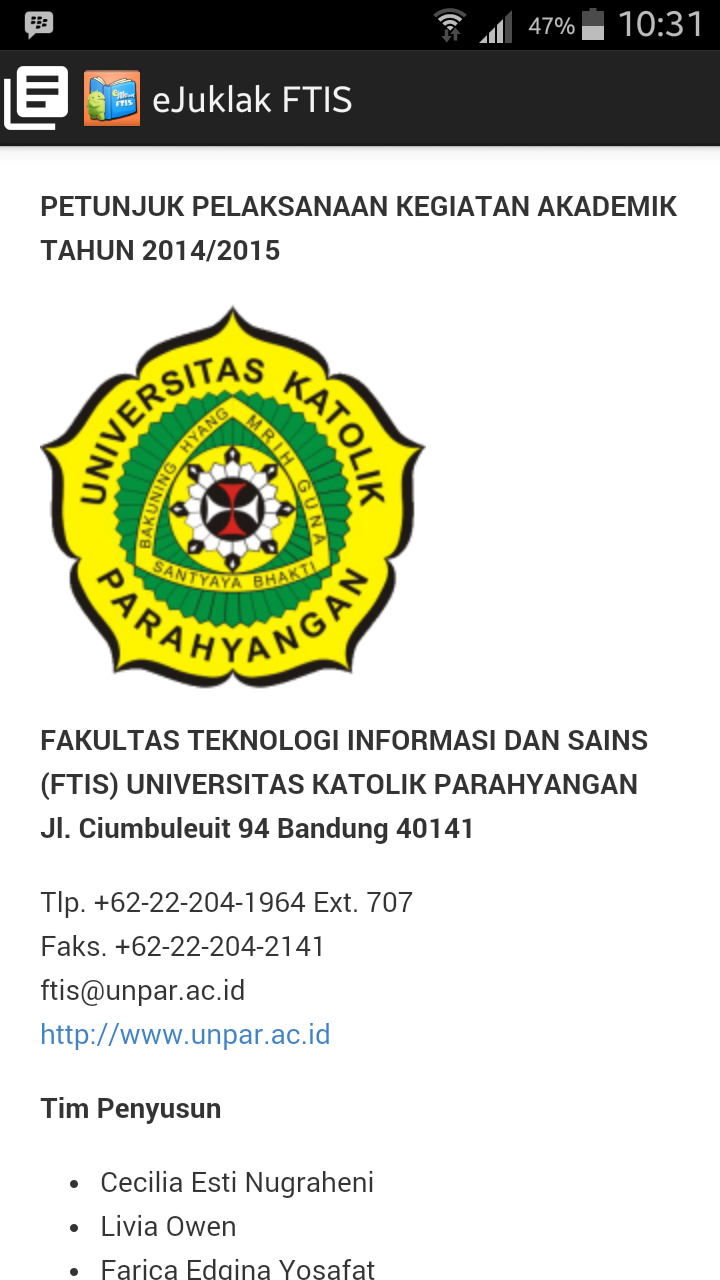 47% 10:31
eJuklak FTIS
PETUNJUK PELAKSANAAN KEGIATAN AKADEMIK
TAHUN 2014/2015
UNIVERSITAS KATOLIK
BAKUNING HYANG MRIH GUNA
SANTYAYA BHAKTI
PARAHYANGAN
FAKULTAS TEKNOLOGI INFORMASI DAN SAINS
(FTIS) UNIVERSITAS KATOLIK PARAHYANGAN
Jl. Ciumbuleuit 94 Bandung 40141
Tlp. +62-22-204-1964 Ext. 707
Faks. +62-22-204-2141
ftis@unpar.ac.id
http://www.unpar.ac.id
Tim Penyusun
• Cecilia Esti Nugraheni
• Livia Owen
• Farica Edgina Yosafat